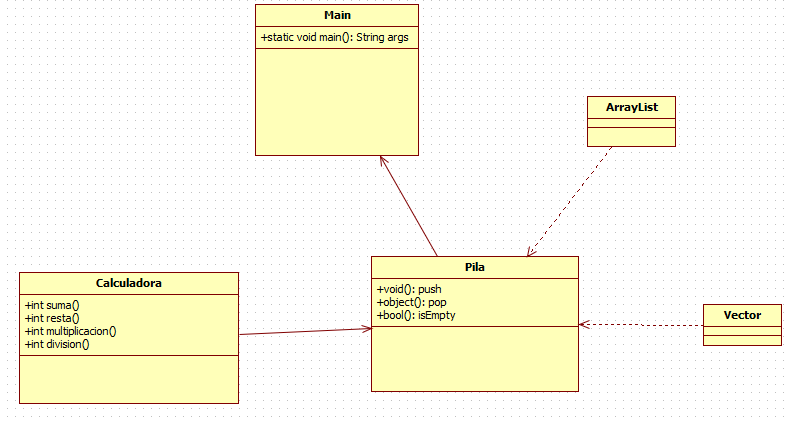 Main
+static void main(): String args
ArrayList
Pila
+void(): push
+object(): pop
+bool(): isEmpty
Calculadora
+int suma()
+int resta()
+int multiplicacion()
+int division()
Vector